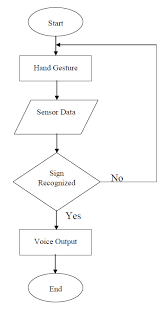 Start
Hand Gesture
Sensor Data
Sign
Recognized
No
Yes
Voice Output
End